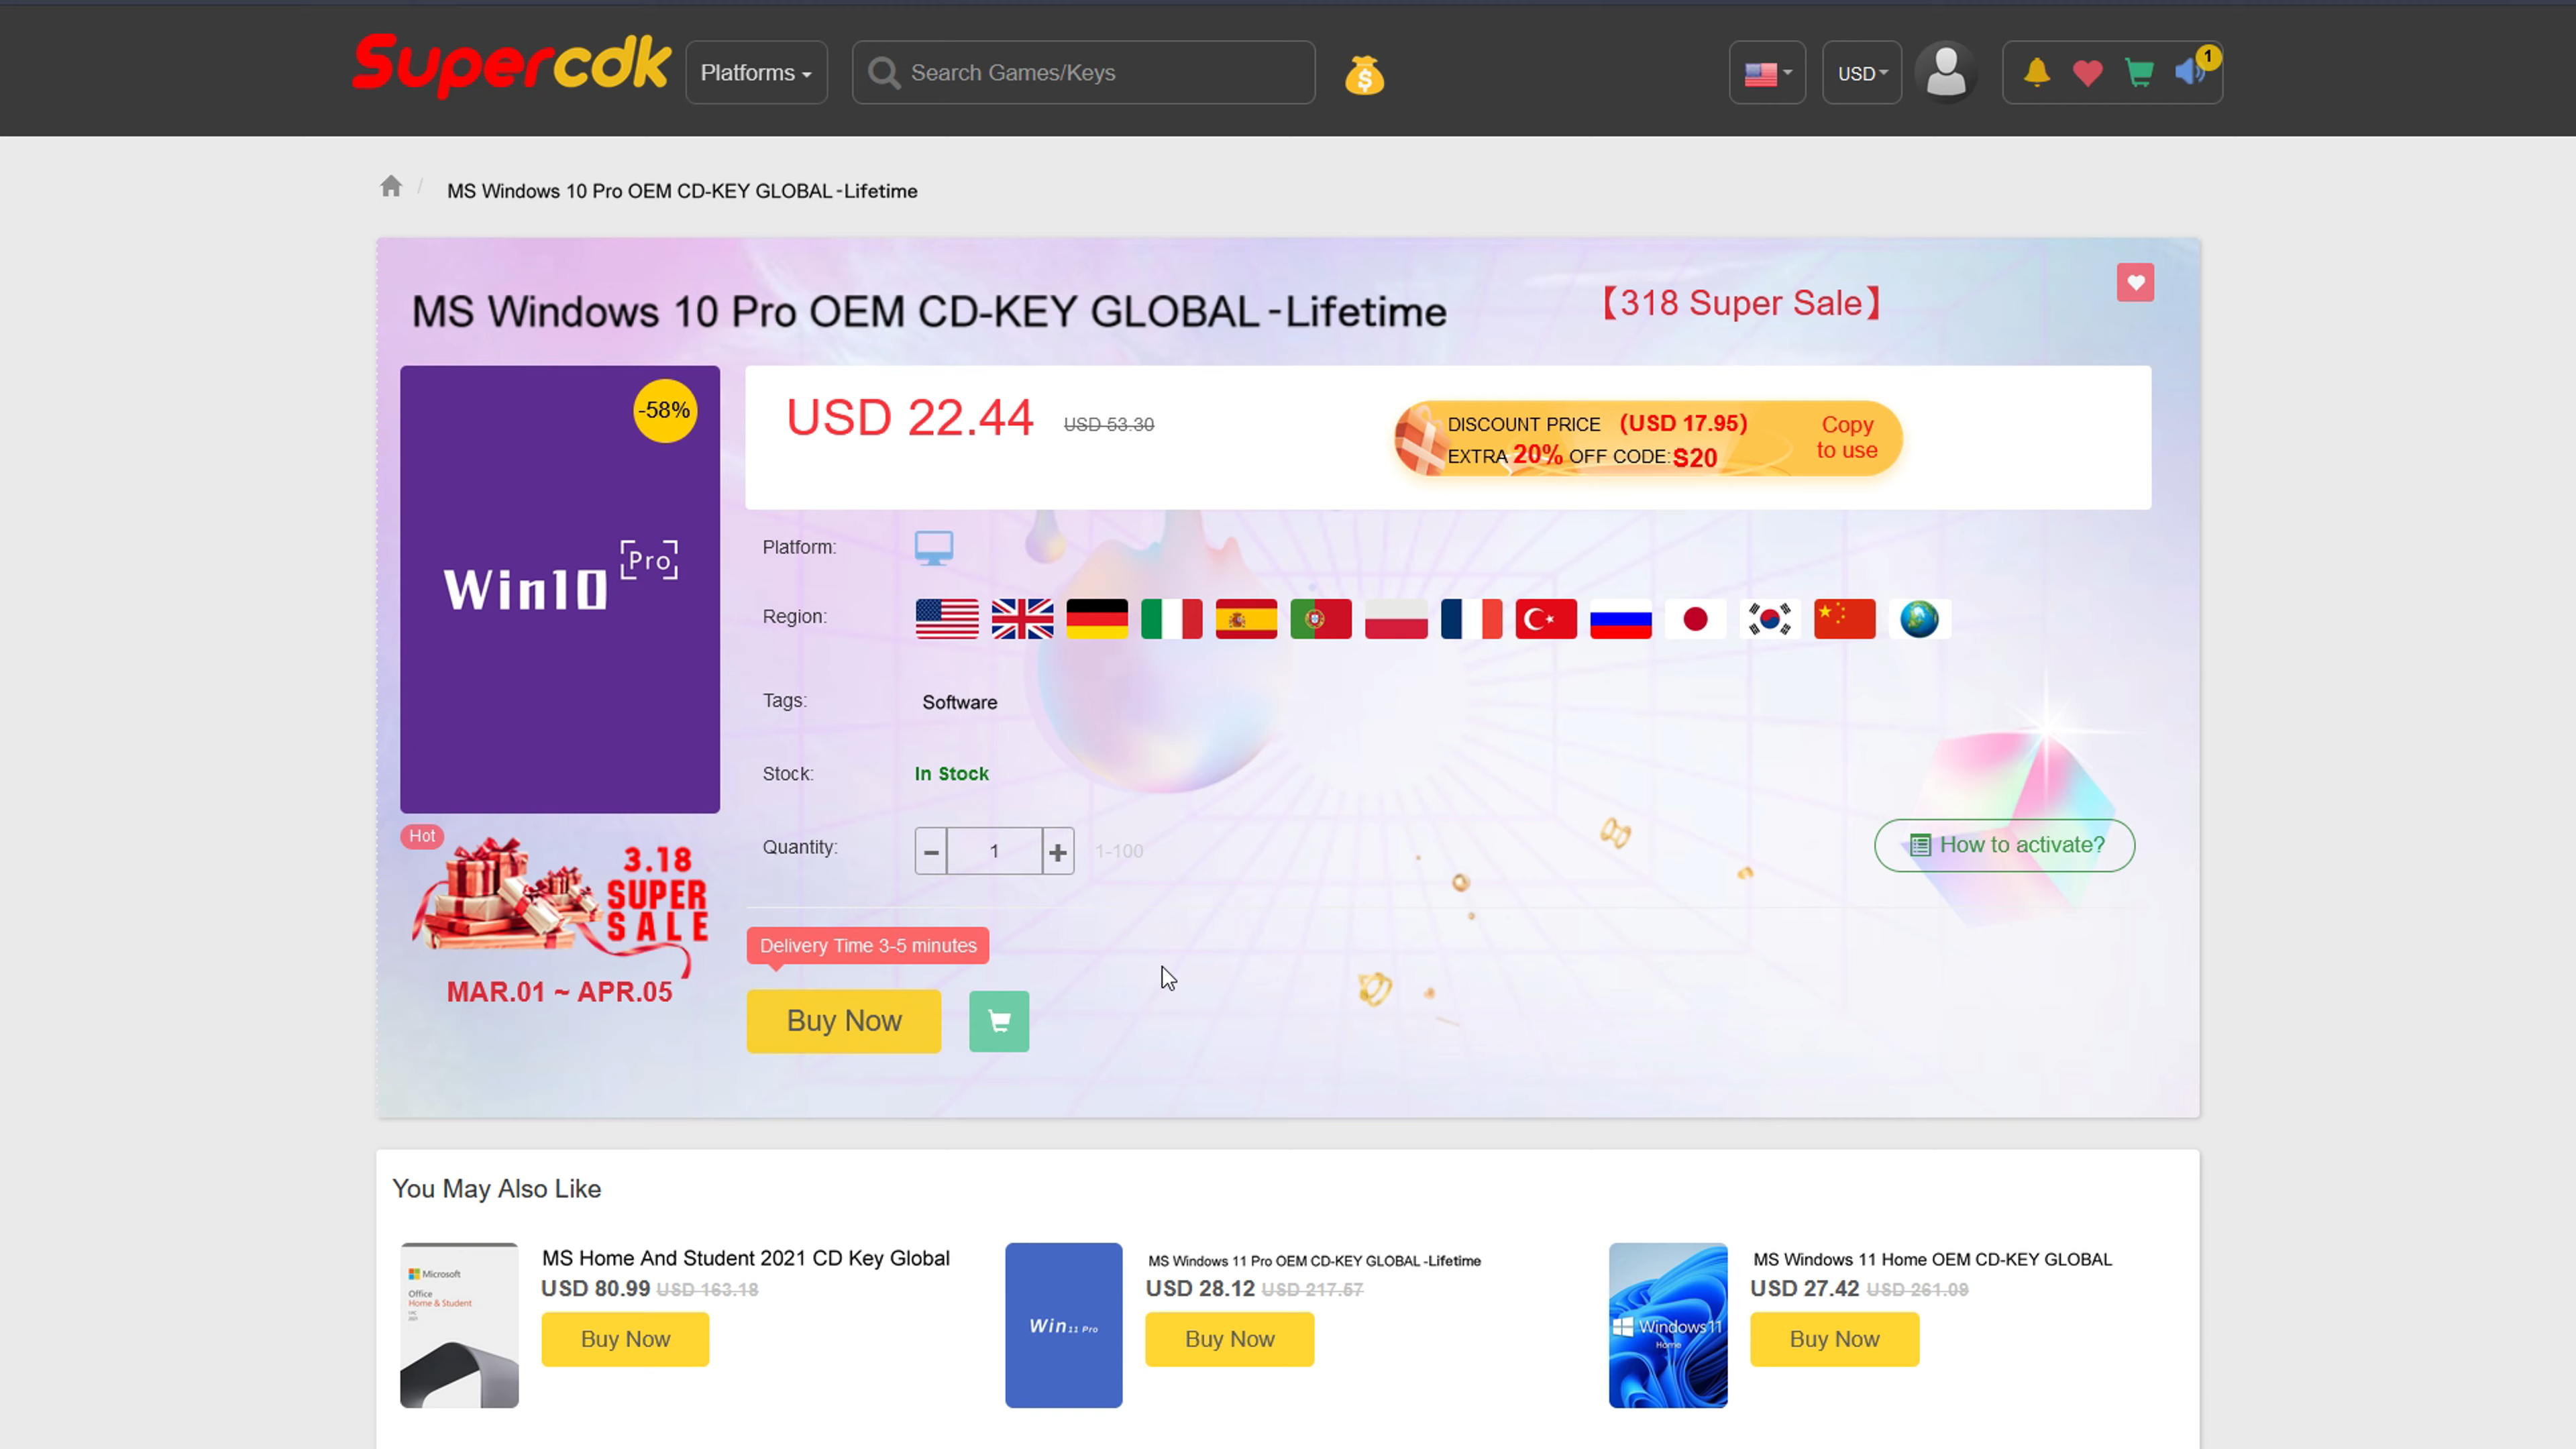 Supercdk
Platforms
Search Games/Keys
USD
1
MS Windows 10 Pro OEM CD-KEY GLOBAL -Lifetime
MS Windows 10 Pro OEM CD-KEY GLOBAL -Lifetime
【318 Super Sale】
-58%
Win10 [Pro]
USD 22.44 USD 53.30
DISCOUNT PRICE (USD 17.95)
EXTRA 20% OFF CODE:S20
Copy
to use
Platform:
Region:
Tags: Software
Stock: In Stock
Quantity: 1 1-100
How to activate?
Hot
3.18
SUPER
SALE
MAR.01 ~ APR.05
Delivery Time 3-5 minutes
Buy Now
You May Also Like
Microsoft
Office
Home & Student
MS Home And Student 2021 CD Key Global
USD 80.99 USD 163.18
Buy Now
Win 11 Pro
MS Windows 11 Pro OEM CD-KEY GLOBAL -Lifetime
USD 28.12 USD 217.57
Buy Now
Windows 11
Home
MS Windows 11 Home OEM CD-KEY GLOBAL
USD 27.42 USD 261.09
Buy Now